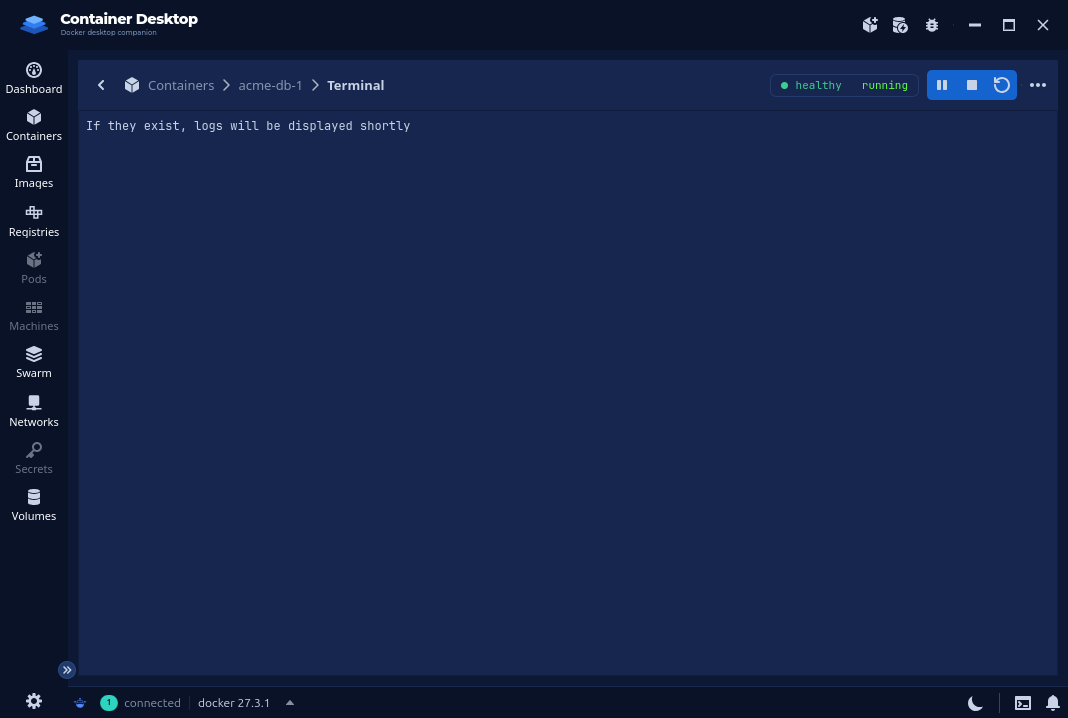 Container Desktop
Docker desktop companion
Containers
acme-db-1
Terminal
healthy
running
If they exist, logs will be displayed shortly
Dashboard
Containers
Images
Registries
Pods
Machines
Swarm
Networks
Secrets
Volumes
1
connected
docker 27.3.1